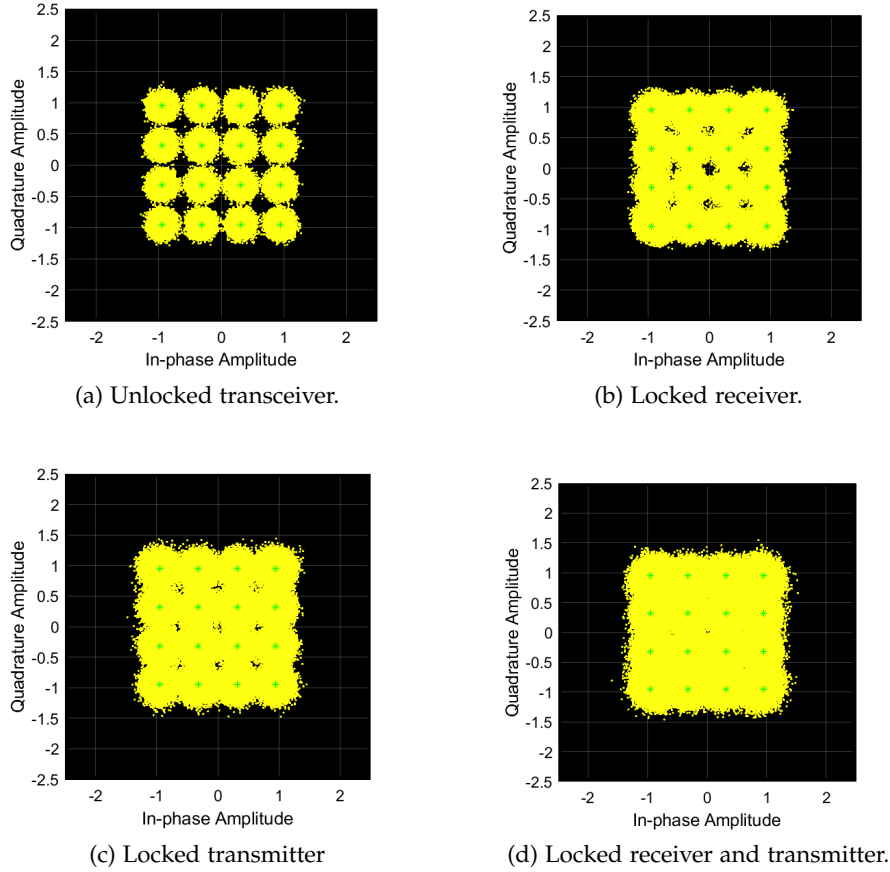 2.5
2
1.5
1
0.5
0
-0.5
-1
-1.5
-2
-2.5
Quadrature Amplitude
-2 -1 0 1 2
In-phase Amplitude
(a) Unlocked transceiver.
2.5
2
1.5
1
0.5
0
-0.5
-1
-1.5
-2
-2.5
Quadrature Amplitude
-2 -1 0 1 2
In-phase Amplitude
(b) Locked receiver.
2.5
2
1.5
1
0.5
0
-0.5
-1
-1.5
-2
-2.5
Quadrature Amplitude
-2 -1 0 1 2
In-phase Amplitude
(c) Locked transmitter
2.5
2
1.5
1
0.5
0
-0.5
-1
-1.5
-2
-2.5
Quadrature Amplitude
-2 -1 0 1 2
In-phase Amplitude
(d) Locked receiver and transmitter.